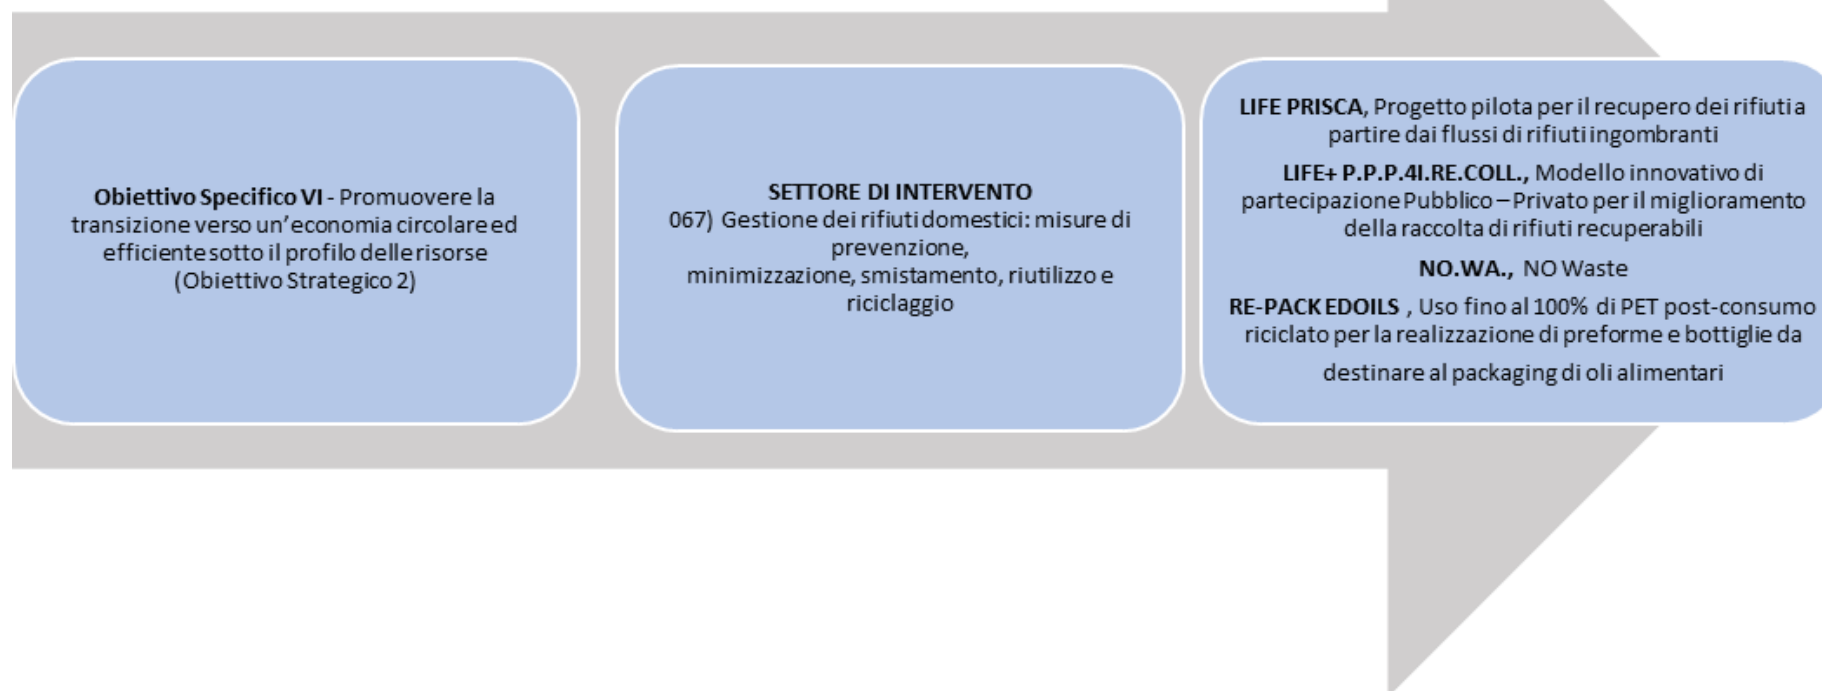 Obiettivo Specifico VI - Promuovere la
transizione verso un'economia circolare ed
efficiente sotto il profilo delle risorse
(Obiettivo Strategico 2)
SETTORE DI INTERVENTO
067) Gestione dei rifiuti domestici: misure di
prevenzione,
minimizzazione, smistamento, riutilizzo e
riciclaggio
LIFE PRISCA, Progetto pilota per il recupero dei rifiuti a
partire dai flussi di rifiuti ingombranti
LIFE+ P.P.P.4I.RE.COLL., Modello innovativo di
partecipazione Pubblico – Privato per il miglioramento
della raccolta di rifiuti recuperabili
NO.WA., NO Waste
RE-PACK EDOILS , Uso fino al 100% di PET post-consumo
riciclato per la realizzazione di preforme e bottiglie da
destinare al packaging di oli alimentari